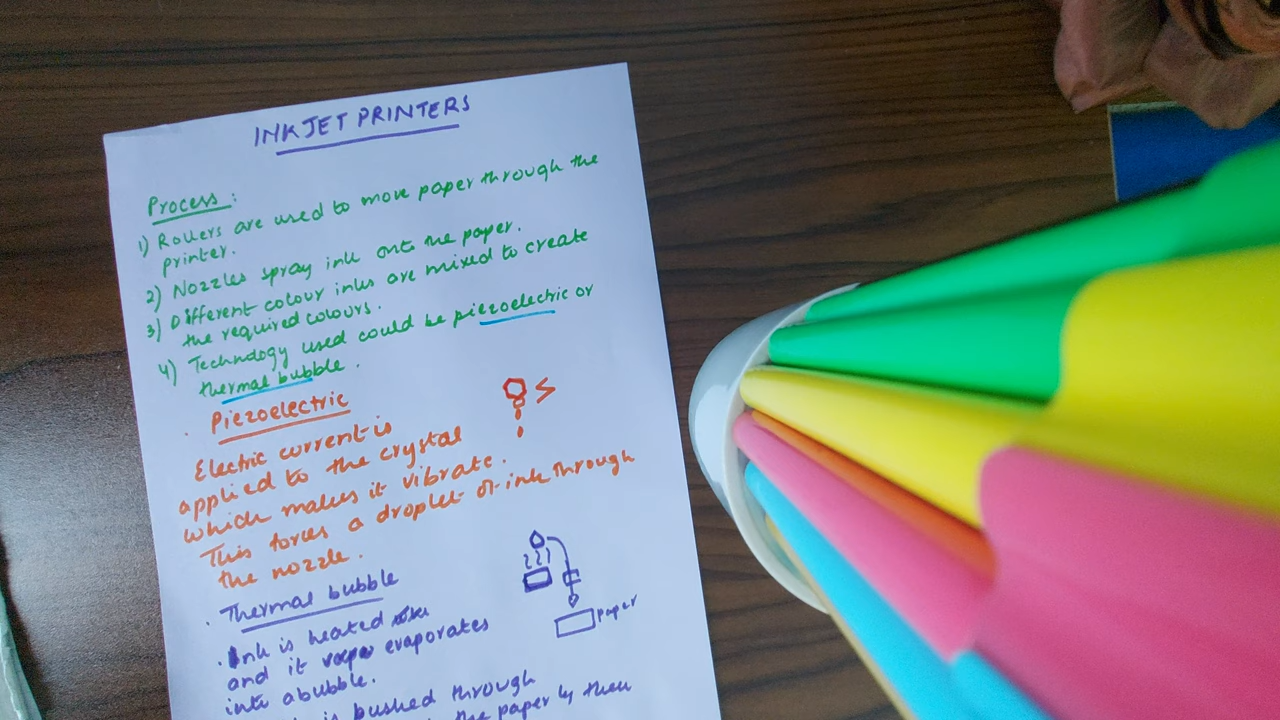 INKJET PRINTERS
Process :
1) Rollers are used to move paper through the
printer.
2) Nozzles spray ink onto the paper.
3) Different colour inks are mixed to create
the required colours.
4) Technology used could be piezoelectric or
thermal bubble.
. Piezoelectric
Electric current is
applied to the crystal
which makes it vibrate.
This forces a droplet of ink through
the nozzle.
. Thermal bubble
. Ink is heated
and it evaporates
into a bubble.
paper
is pushed through
the paper & then